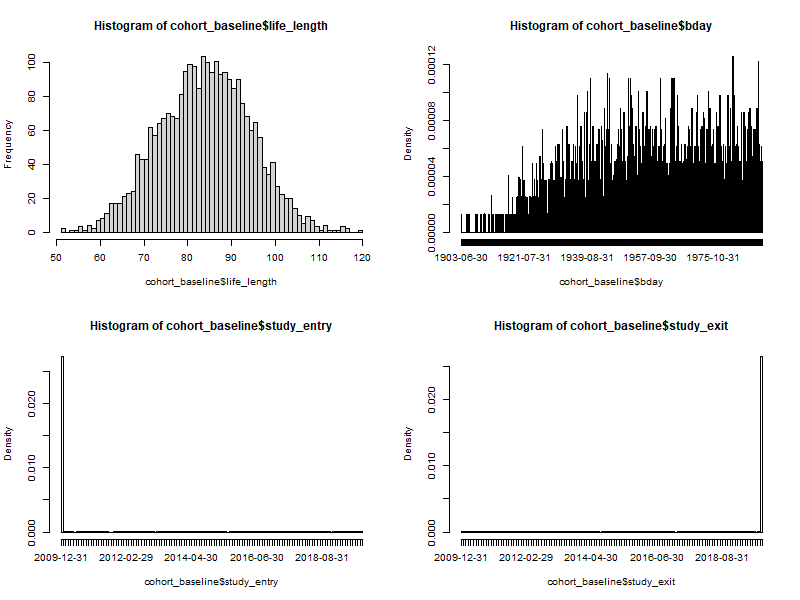 Histogram of cohort_baseline$life_length
Frequency
0 20 40 60 80 100
50 60 70 80 90 100 110 120
cohort_baseline$life_length
Histogram of cohort_baseline$bday
Density
0.00000 0.00004 0.00008 0.00012
1903-06-30 1921-07-31 1939-08-31 1957-09-30 1975-10-31
cohort_baseline$bday
Histogram of cohort_baseline$study_entry
Density
0.000 0.010 0.020
2009-12-31 2012-02-29 2014-04-30 2016-06-30 2018-08-31
cohort_baseline$study_entry
Histogram of cohort_baseline$study_exit
Density
0.000 0.010 0.020
2009-12-31 2012-02-29 2014-04-30 2016-06-30 2018-08-31
cohort_baseline$study_exit